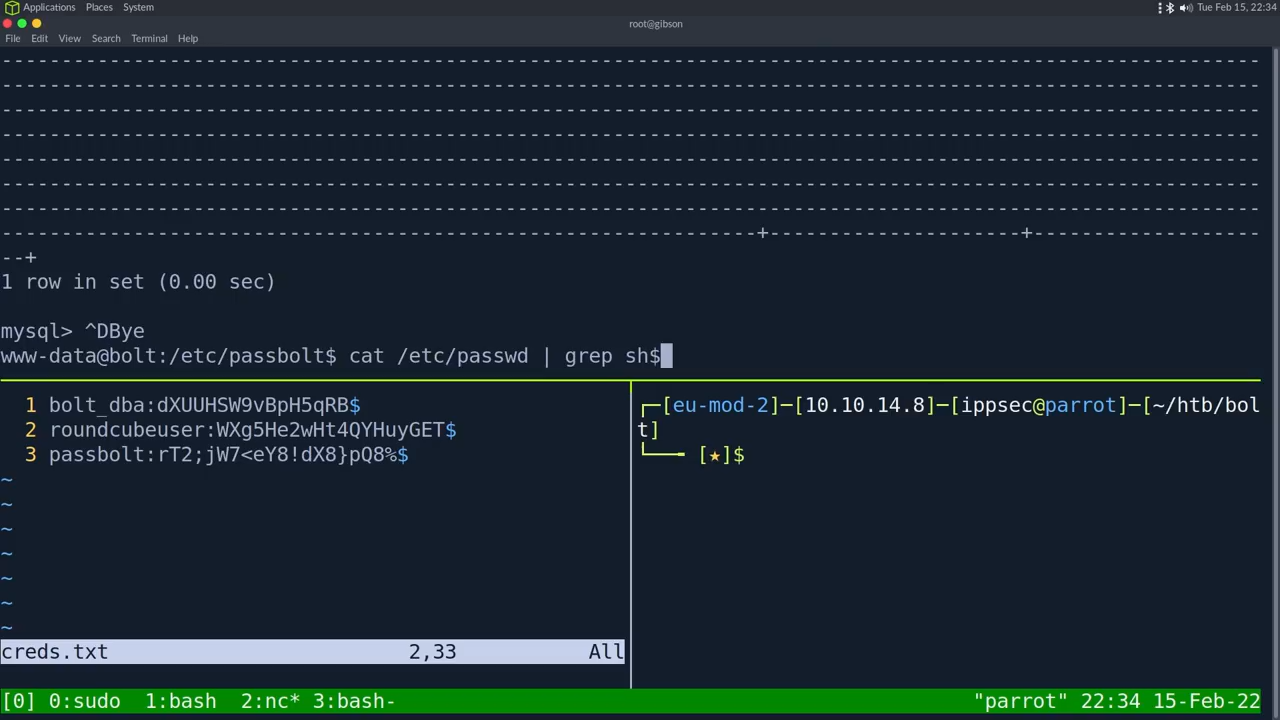 Applications Places System Tue Feb 15, 22:34
root@gibson
File Edit View Search Terminal Help
---------------------------------------------------------------------------------------------------------
---------------------------------------------------------------------------------------------------------
---------------------------------------------------------------------------------------------------------
---------------------------------------------------------------------------------------------------------
---------------------------------------------------------------------------------------------------------
---------------------------------------------------------------------------------------------------------
---------------------------------------------------------------------------------------------------------
---------------------------------------------------------------+---------------------+-------------------
--+
1 row in set (0.00 sec)
mysql> ^DBye
www-data@bolt:/etc/passbolt$ cat /etc/passwd | grep sh$
1 bolt_dba:dXUUHSW9vBpH5qRB$
2 roundcubeuser:WXg5He2wHt4QYHuyGET$
3 passbolt:rT2;jW7<eY8!dX8}pQ8%$
~
~
~
~
~
~
~
creds.txt 2,33 All
┌─[eu-mod-2]─[10.10.14.8]─[ippsec@parrot]─[~/htb/bol
t]
└──╼ [★]$
[0] 0:sudo 1:bash 2:nc* 3:bash- "parrot" 22:34 15-Feb-22